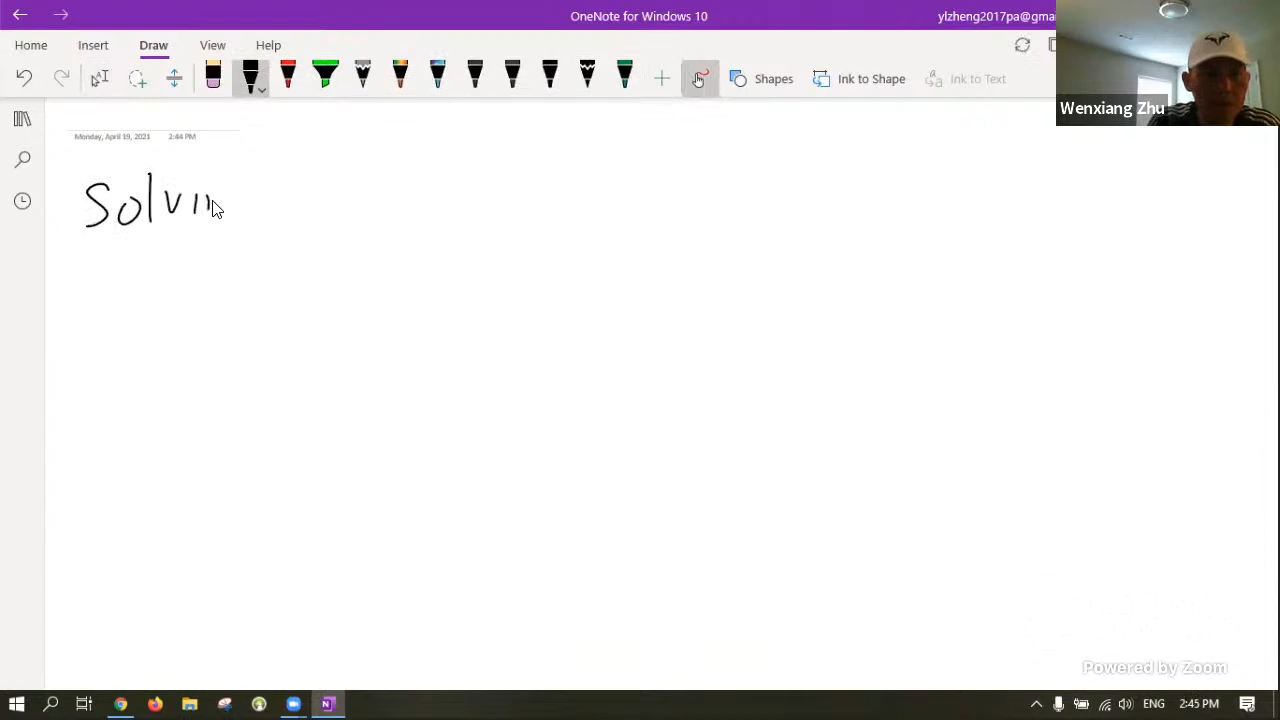 OneNote for Windows 10
ylzheng2017pa@gma
Home Insert Draw View Help
Shapes Ink to Shape Ink to Text
Wenxiang Zhu
Monday, April 19, 2021 2:44 PM
Solvin
Powered by Zoom
ENG 2:45 PM